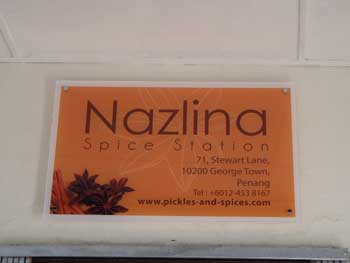 Nazlina
Spice Station
71, Stewart Lane,
10200 George Town,
Penang
Tel : +6012-453 8167
www.pickles-and-spices.com